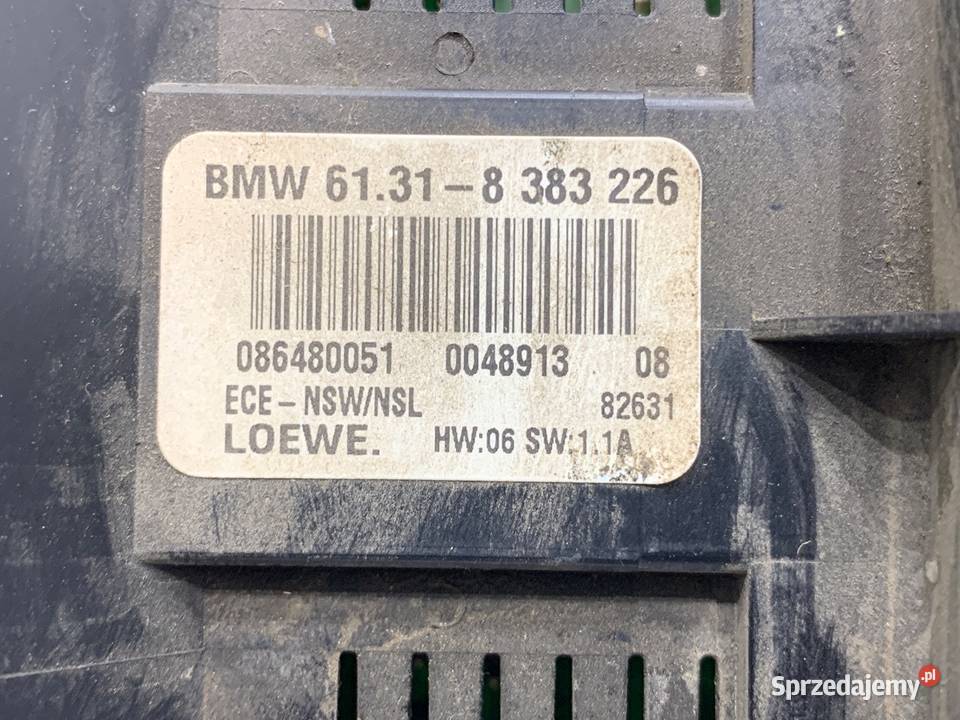 BMW 61.31 – 8 383 226
086480051 0048913 08
ECE – NSW/NSL 82631
LOEWE. HW:06 SW:1.1A
Sprzedajemy.pl